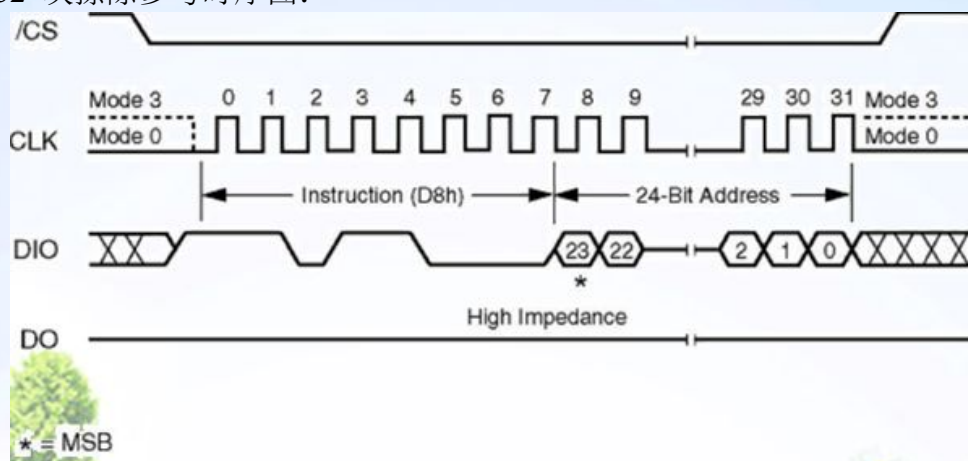 /CS
Mode 3 0 1 2 3 4 5 6 7 8 9 29 30 31 Mode 3
CLK Mode 0 Mode 0
Instruction (D8h) 24-Bit Address
DIO 23 22 2 1 0
*
High Impedance
DO
* = MSB